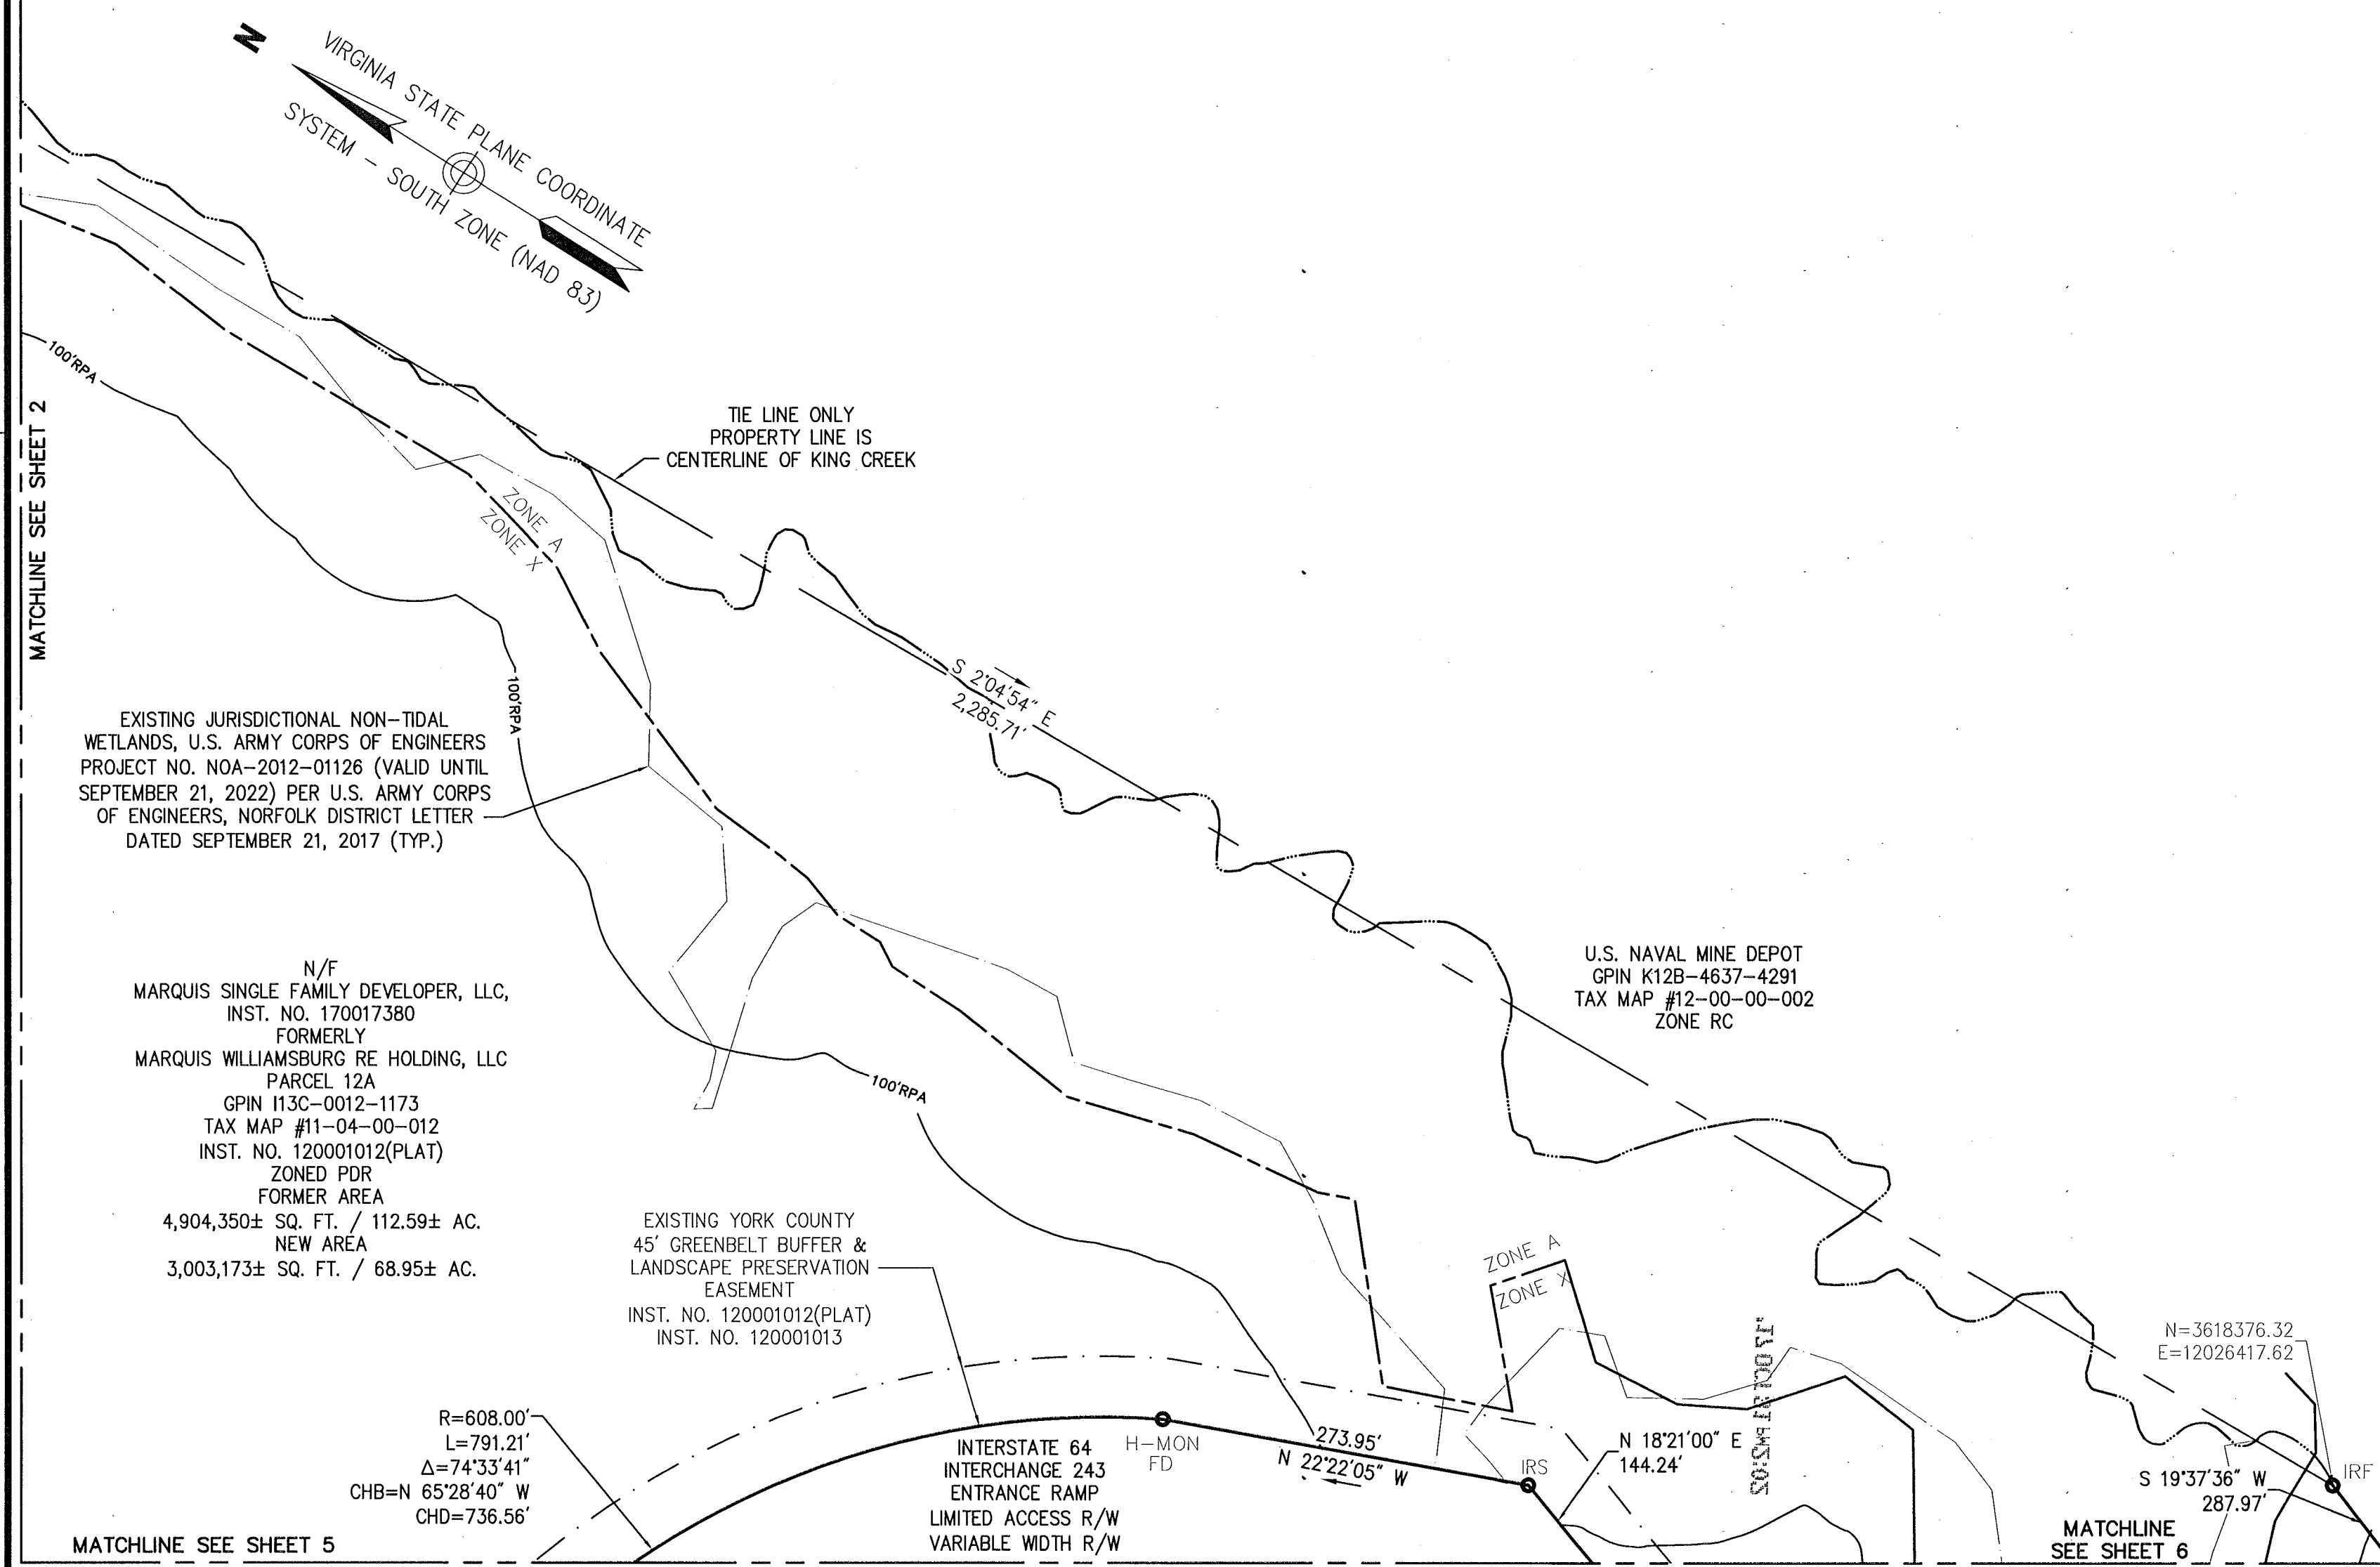 N
VIRGINIA STATE PLANE COORDINATE
SYSTEM - SOUTH ZONE (NAD 83)
100'RPA
MATCHLINE SEE SHEET 2
TIE LINE ONLY
PROPERTY LINE IS
CENTERLINE OF KING CREEK
ZONE A
ZONE X
100'RPA
S 2°04'54" E
2,285.71'
EXISTING JURISDICTIONAL NON-TIDAL
WETLANDS, U.S. ARMY CORPS OF ENGINEERS
PROJECT NO. NOA-2012-01126 (VALID UNTIL
SEPTEMBER 21, 2022) PER U.S. ARMY CORPS
OF ENGINEERS, NORFOLK DISTRICT LETTER
DATED SEPTEMBER 21, 2017 (TYP.)
N/F
MARQUIS SINGLE FAMILY DEVELOPER, LLC,
INST. NO. 170017380
FORMERLY
MARQUIS WILLIAMSBURG RE HOLDING, LLC
PARCEL 12A
GPIN I13C-0012-1173
TAX MAP #11-04-00-012
INST. NO. 120001012(PLAT)
ZONED PDR
FORMER AREA
4,904,350± SQ. FT. / 112.59± AC.
NEW AREA
3,003,173± SQ. FT. / 68.95± AC.
U.S. NAVAL MINE DEPOT
GPIN K12B-4637-4291
TAX MAP #12-00-00-002
ZONE RC
100'RPA
EXISTING YORK COUNTY
45' GREENBELT BUFFER &
LANDSCAPE PRESERVATION
EASEMENT
INST. NO. 120001012(PLAT)
INST. NO. 120001013
ZONE A
ZONE X
N=3618376.32
E=12026417.62
R=608.00'
L=791.21'
Δ=74°33'41"
CHB=N 65°28'40" W
CHD=736.56'
INTERSTATE 64
INTERCHANGE 243
ENTRANCE RAMP
LIMITED ACCESS R/W
VARIABLE WIDTH R/W
H-MON
FD
273.95'
N 22°22'05" W
IRS
N 18°21'00" E
144.24'
'17 OCT 31 PM2:02
S 19°37'36" W
287.97'
IRF
MATCHLINE SEE SHEET 5
MATCHLINE
SEE SHEET 6